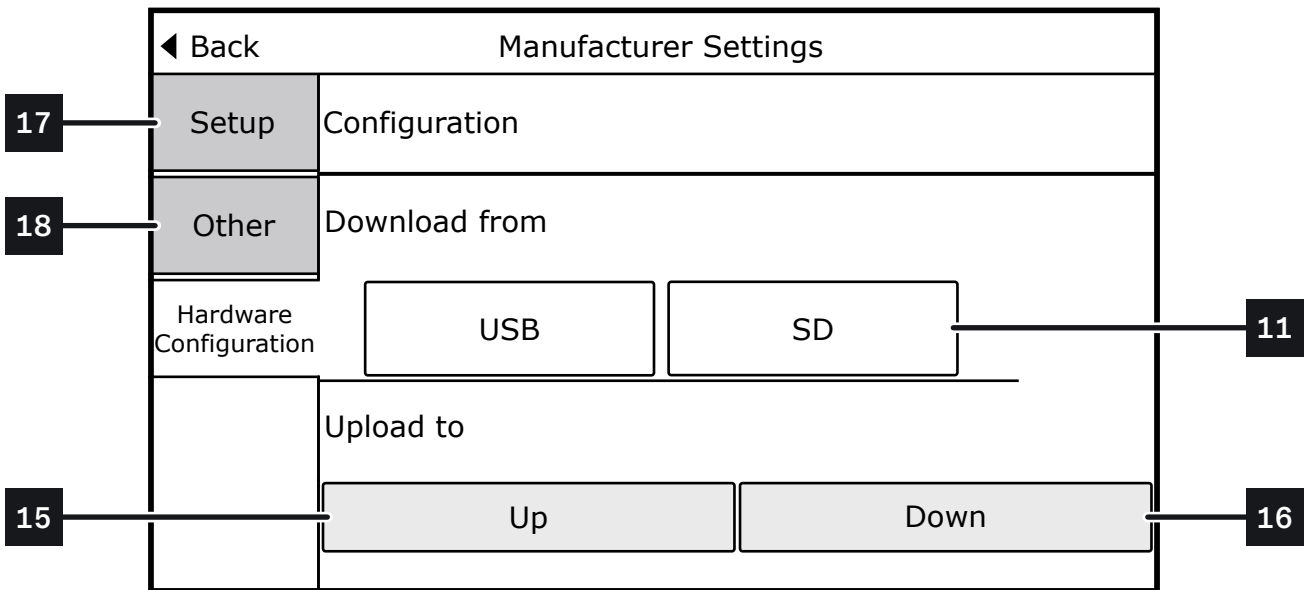 Back Manufacturer Settings
17 Setup Configuration
18 Other Download from
Hardware
Configuration
USB SD 11
Upload to
15 Up Down 16